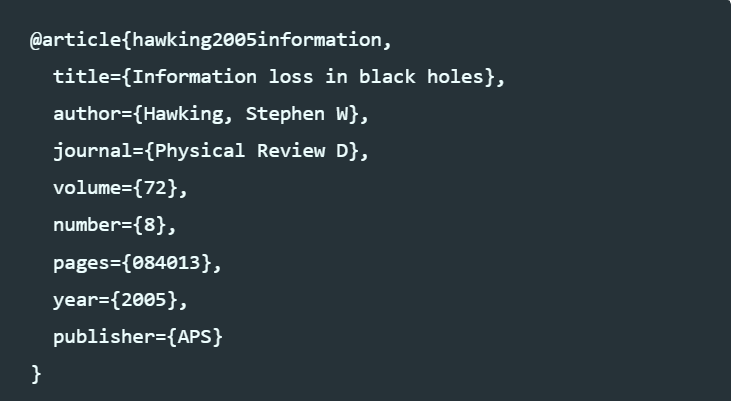 @article{hawking2005information,
  title={Information loss in black holes},
  author={Hawking, Stephen W},
  journal={Physical Review D},
  volume={72},
  number={8},
  pages={084013},
  year={2005},
  publisher={APS}
}